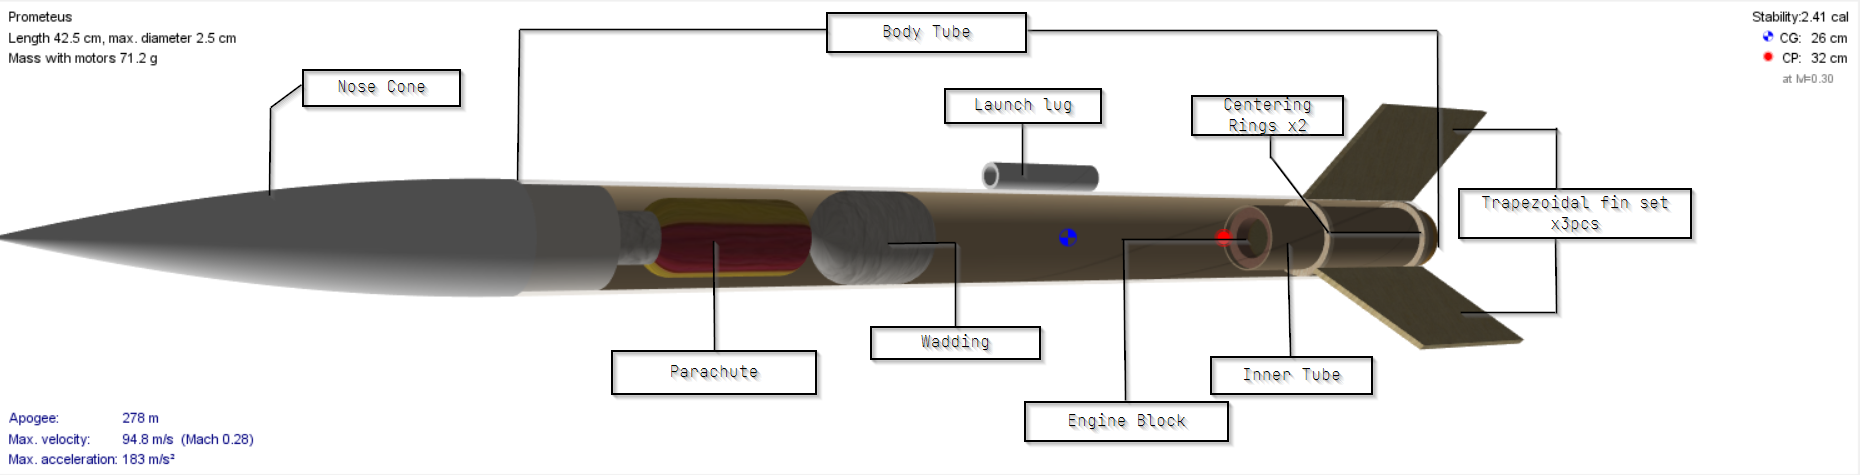 Prometeus
Length 42.5 cm, max. diameter 2.5 cm
Mass with motors 71.2 g
Body Tube
Stability:2.41 cal
CG: 26 cm
CP: 32 cm
at M=0.30
Nose Cone
Launch lug
Centering
Rings x2
Trapezoidal fin set
x3pcs
Wadding
Parachute
Inner Tube
Engine Block
Apogee: 278 m
Max. velocity: 94.8 m/s (Mach 0.28)
Max. acceleration: 183 m/s²